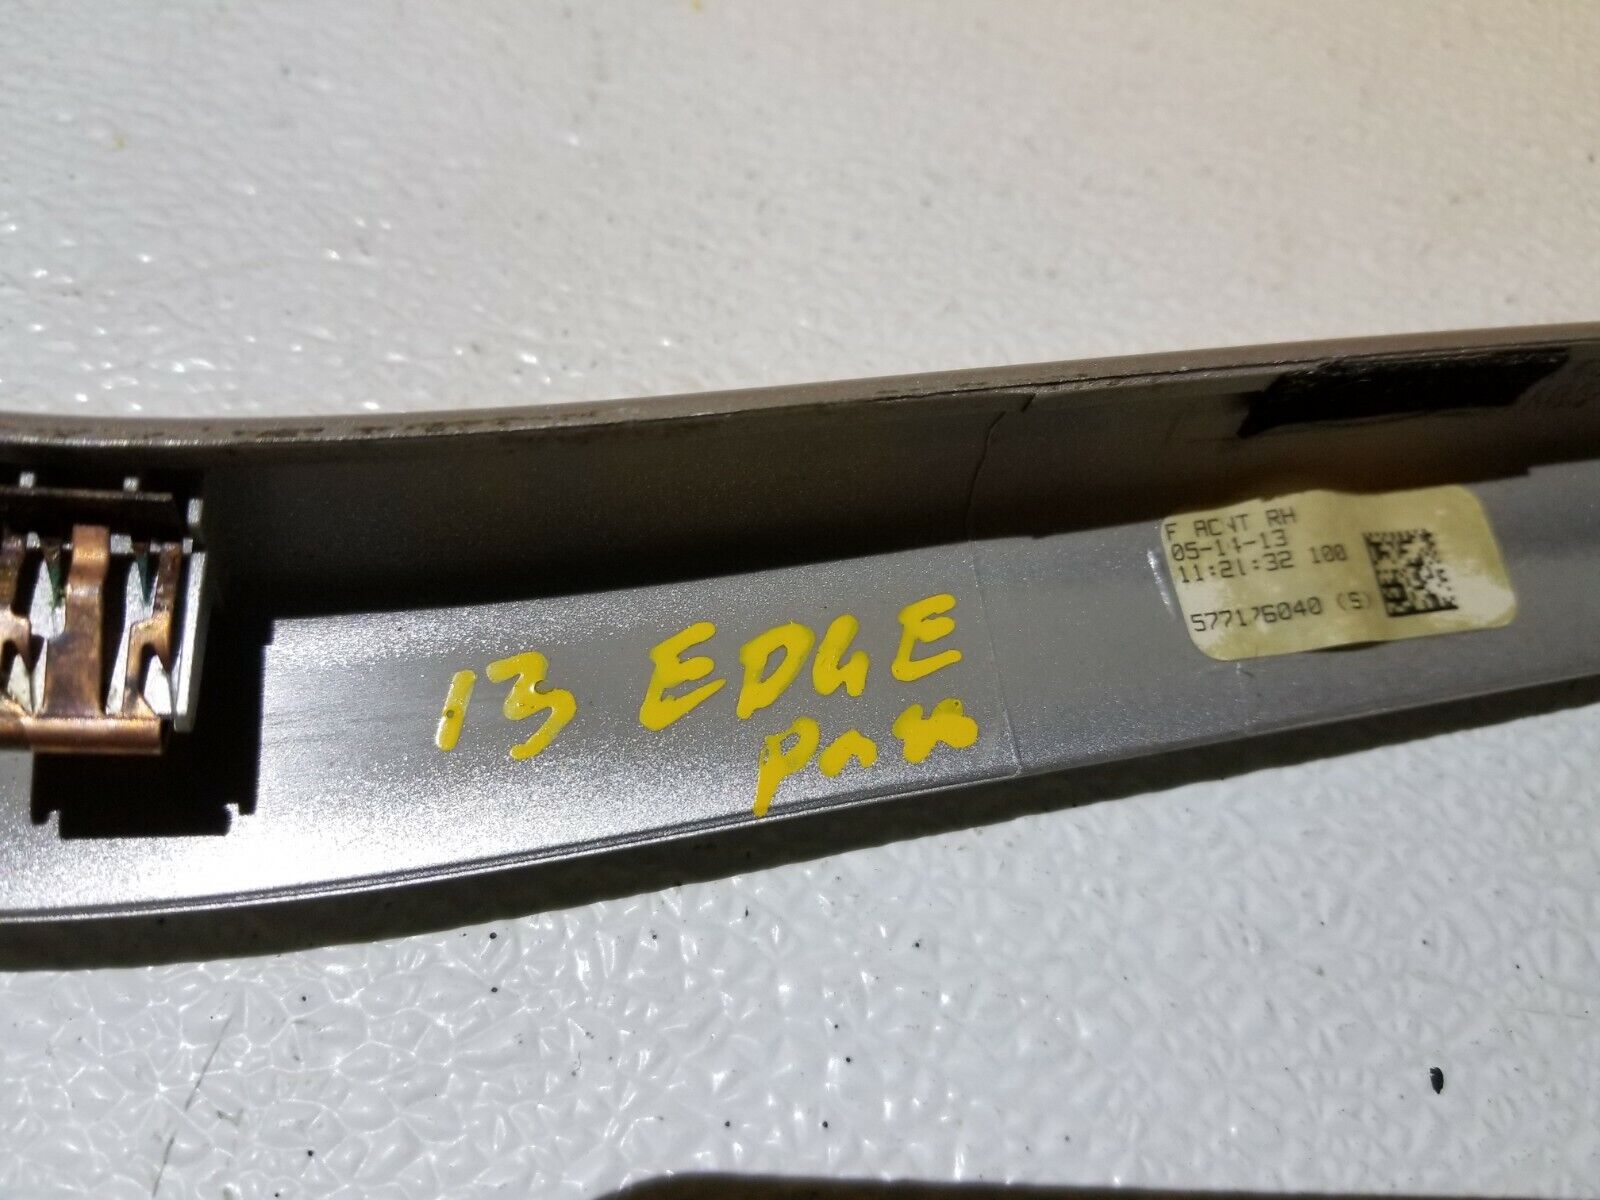 13 EDGE
Pass
F ACNT RH
05-14-13
11:21:32 100
577176040 (S)